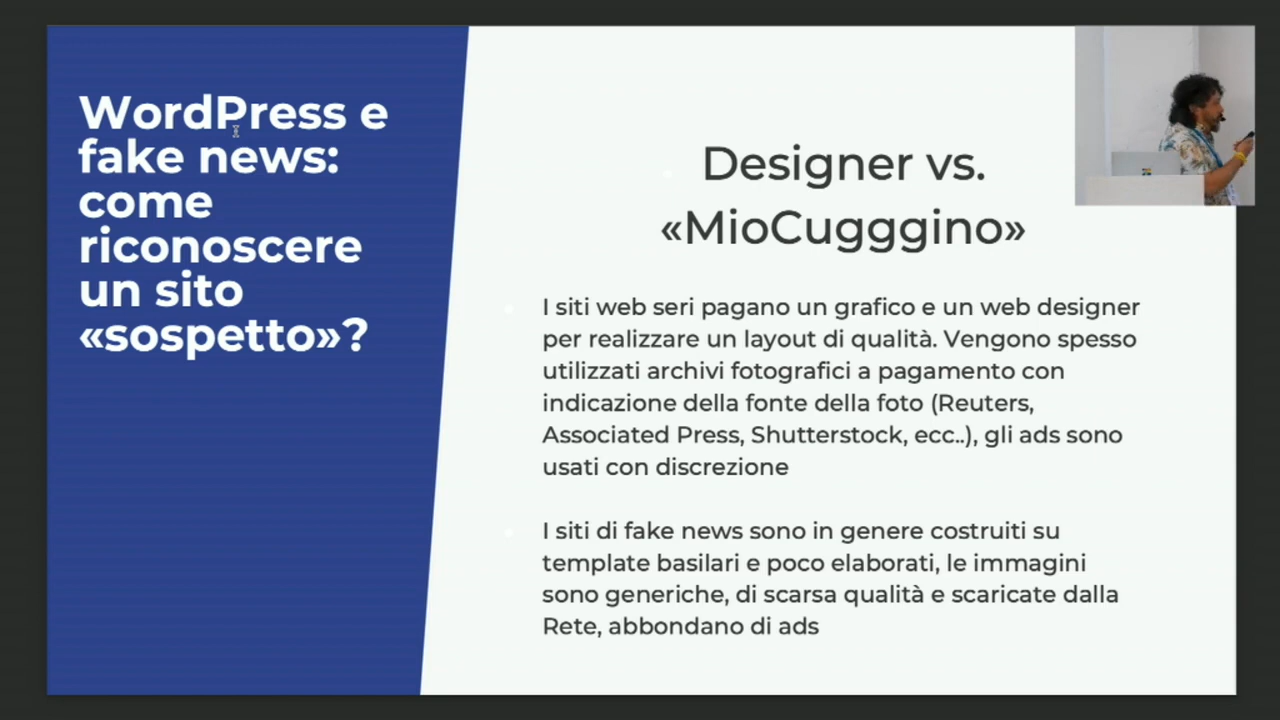 WordPress e
fake news:
come
riconoscere
un sito
«sospetto»?
Designer vs.
«MioCugggino»
I siti web seri pagano un grafico e un web designer
per realizzare un layout di qualità. Vengono spesso
utilizzati archivi fotografici a pagamento con
indicazione della fonte della foto (Reuters,
Associated Press, Shutterstock, ecc..), gli ads sono
usati con discrezione
I siti di fake news sono in genere costruiti su
template basilari e poco elaborati, le immagini
sono generiche, di scarsa qualità e scaricate dalla
Rete, abbondano di ads